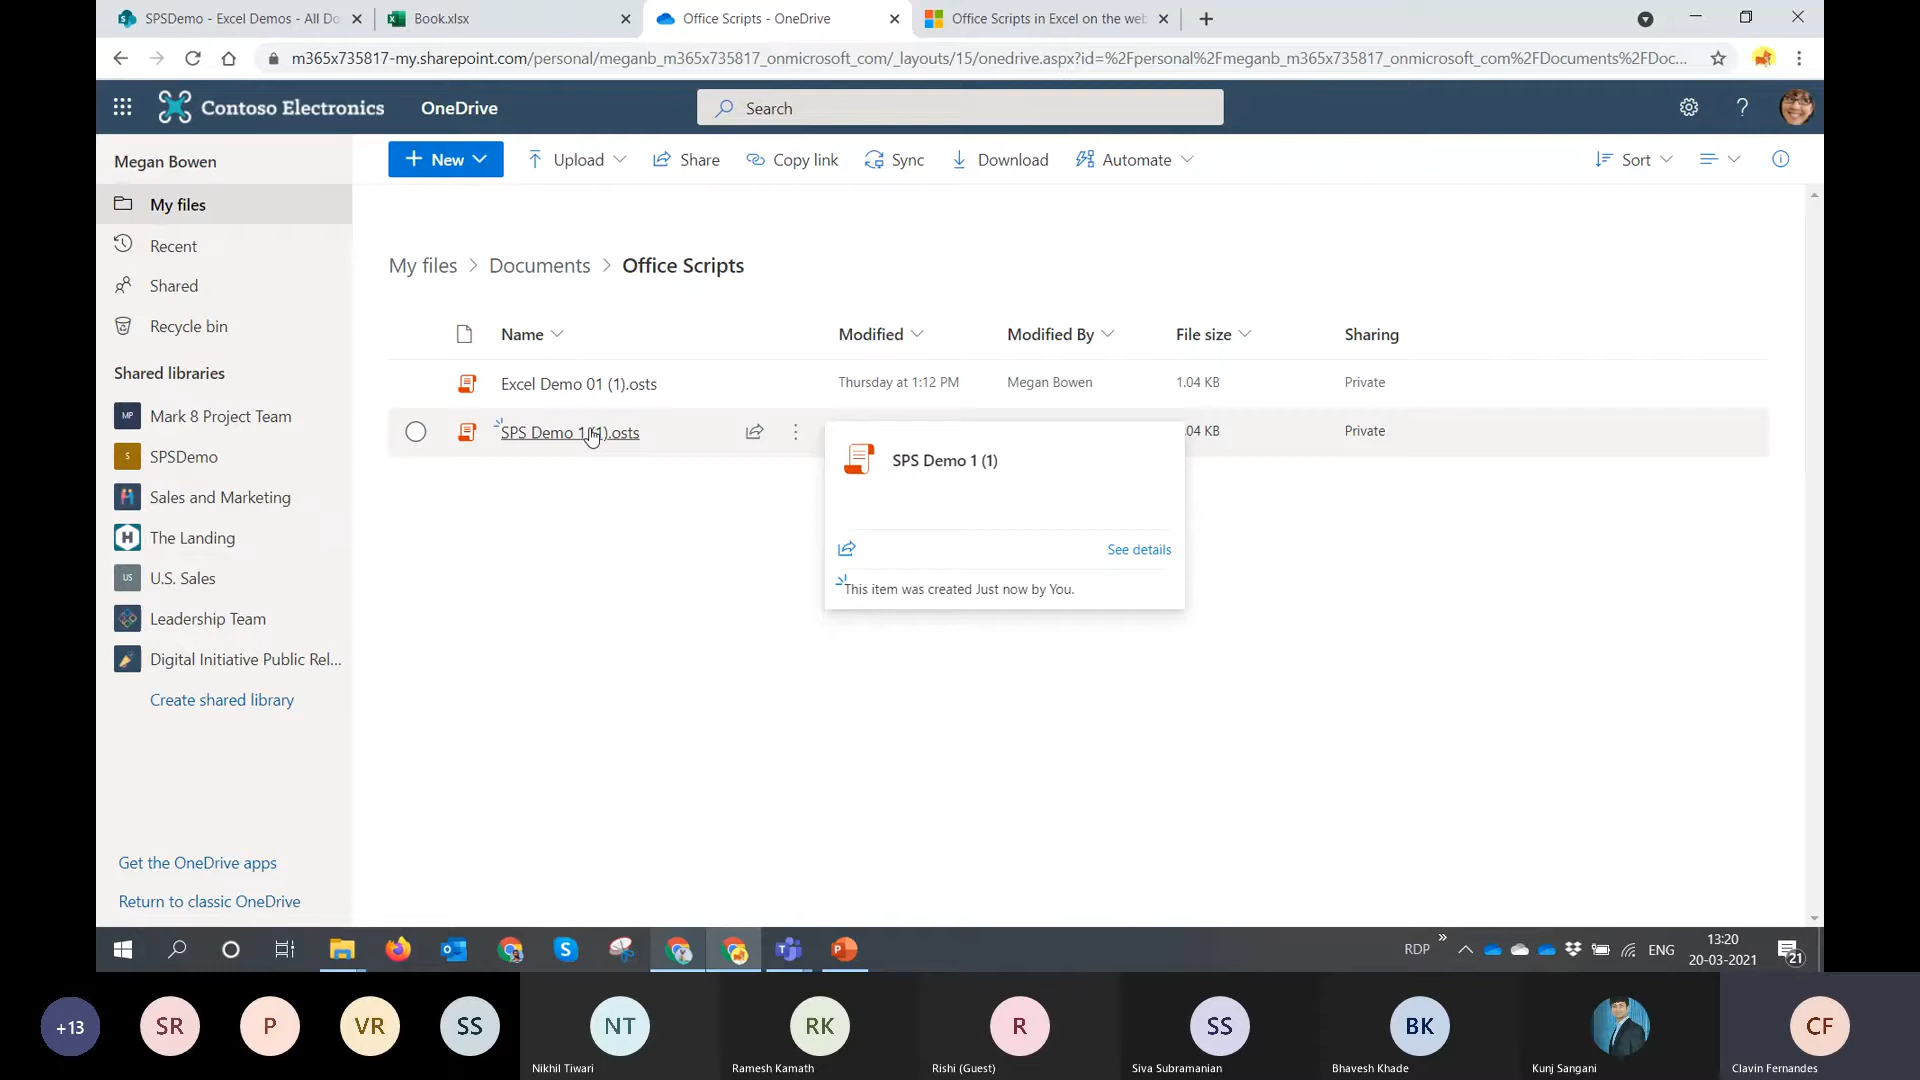 SPSDemo - Excel Demos - All Do
Book.xlsx
Office Scripts - OneDrive
Office Scripts in Excel on the web
m365x735817-my.sharepoint.com/personal/meganb_m365x735817_onmicrosoft_com/_layouts/15/onedrive.aspx?id=%2Fpersonal%2Fmeganb_m365x735817_onmicrosoft_com%2FDocuments%2FDoc...
Contoso Electronics
OneDrive
Search
?
Megan Bowen
+ New
Upload
Share
Copy link
Sync
Download
Automate
Sort
My files
Recent
Shared
Recycle bin
Shared libraries
MP
Mark 8 Project Team
S
SPSDemo
Sales and Marketing
H
The Landing
US
U.S. Sales
Leadership Team
Digital Initiative Public Rel...
Create shared library
Get the OneDrive apps
Return to classic OneDrive
My files > Documents > Office Scripts
Name
Modified
Modified By
File size
Sharing
Excel Demo 01 (1).osts
Thursday at 1:12 PM
Megan Bowen
1.04 KB
Private
SPS Demo 1 (1).osts
.04 KB
Private
SPS Demo 1 (1)
See details
This item was created Just now by You.
RDP
ENG
13:20
20-03-2021
21
+13
SR
P
VR
SS
NT
Nikhil Tiwari
RK
Ramesh Kamath
R
Rishi (Guest)
SS
Siva Subramanian
BK
Bhavesh Khade
Kunj Sangani
CF
Clavin Fernandes